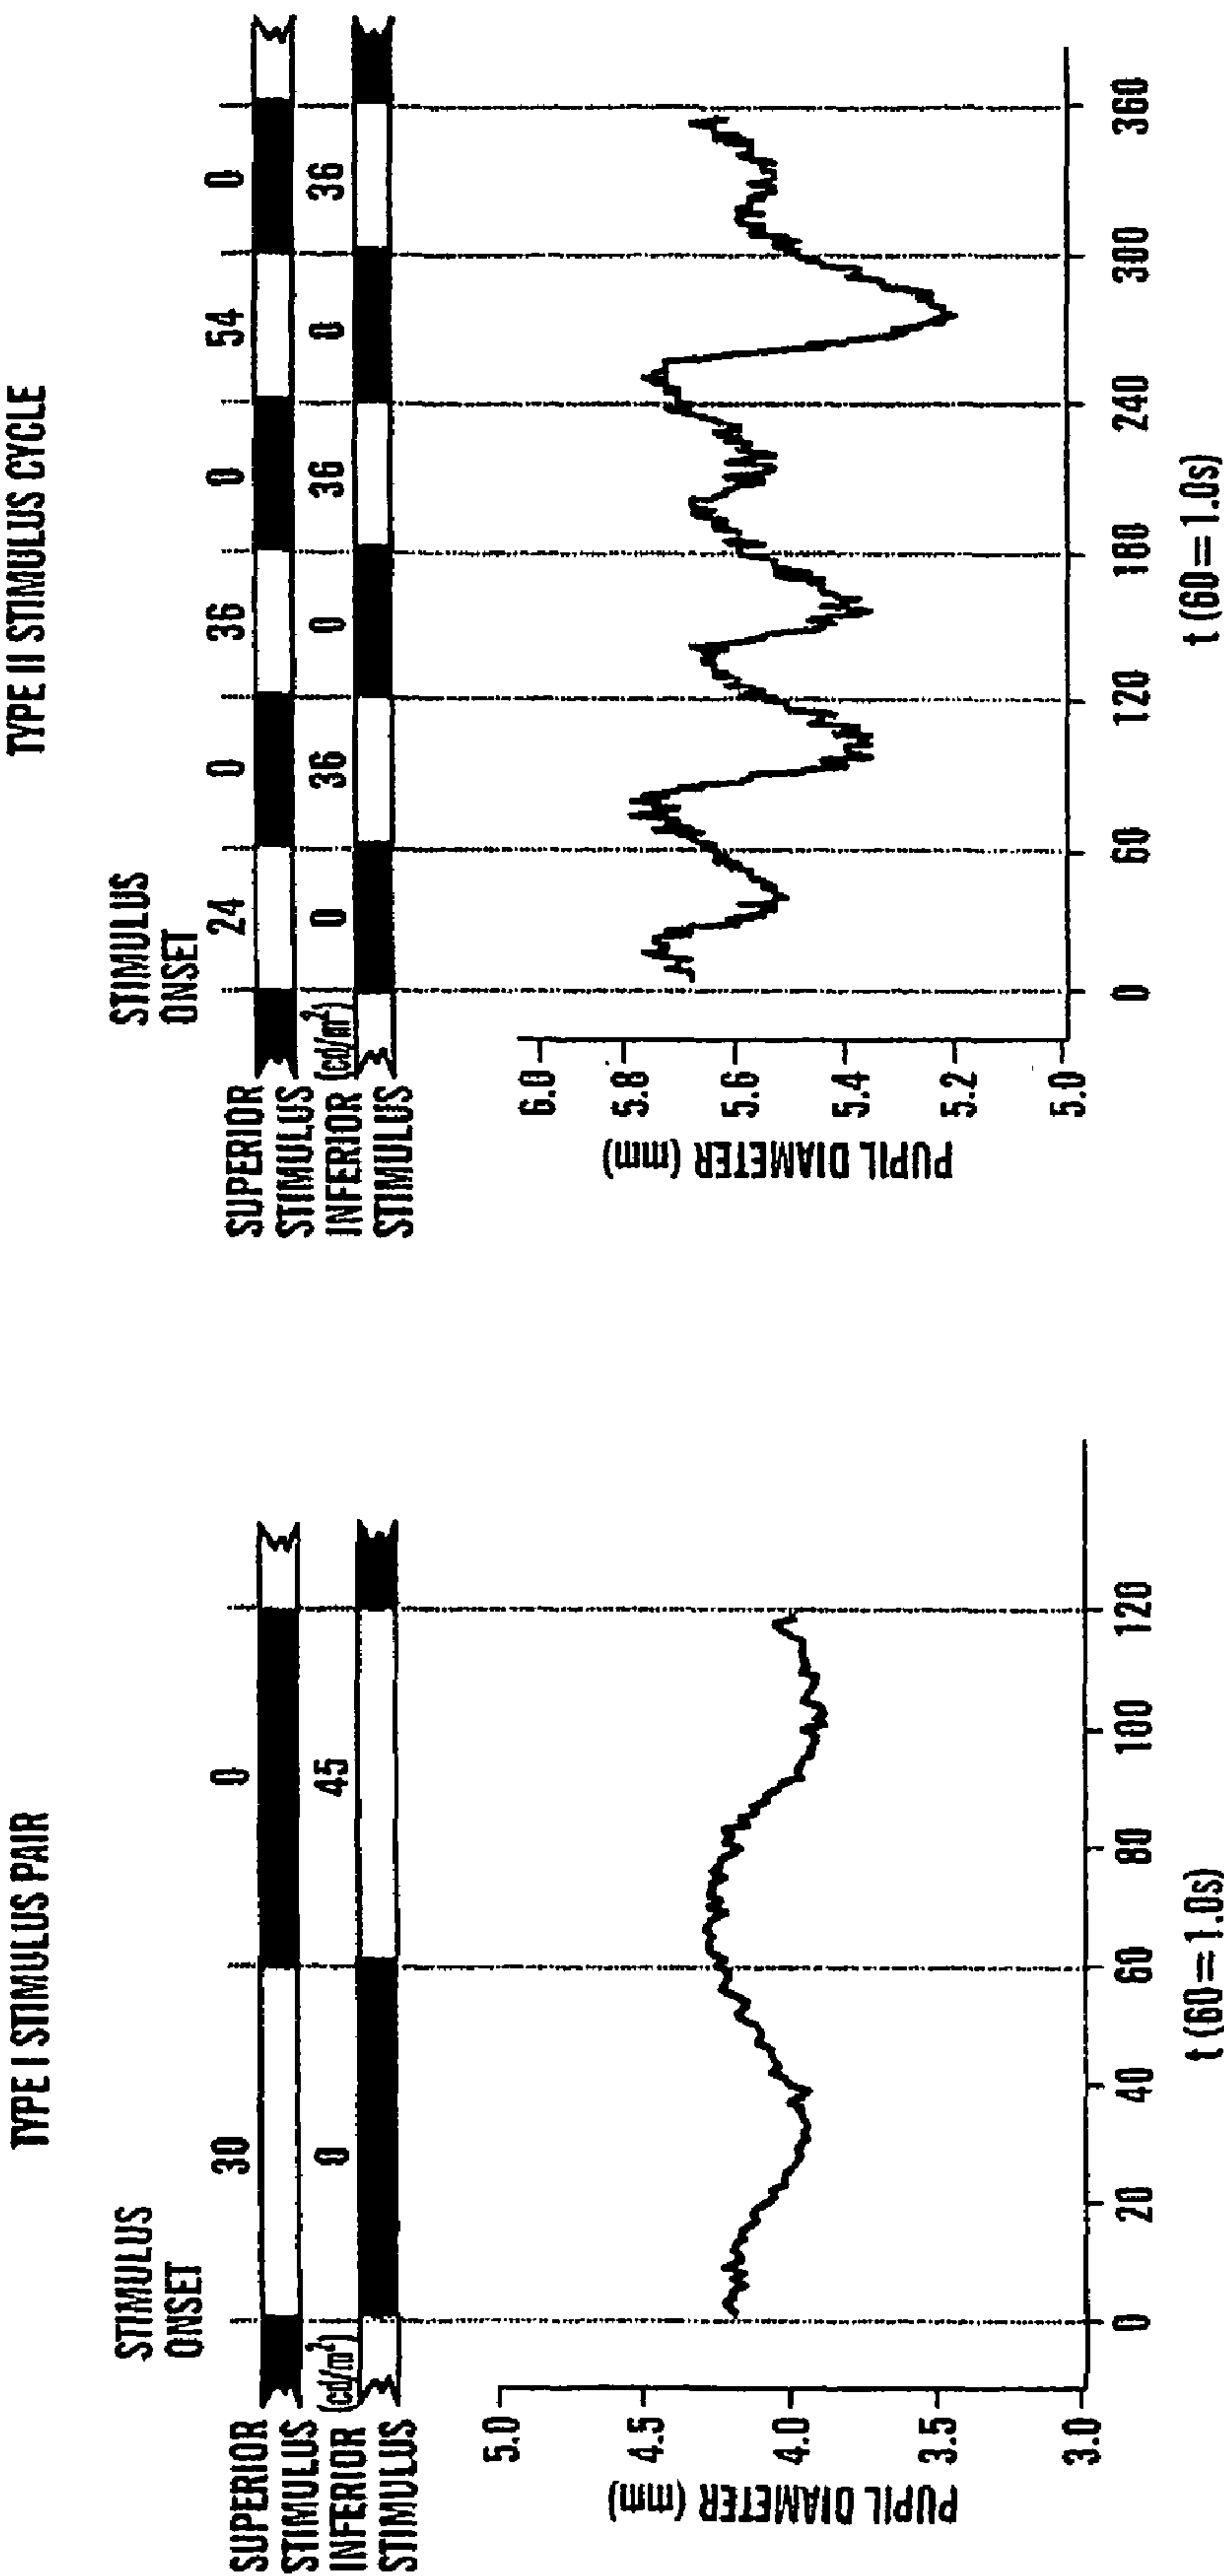 TYPE I STIMULUS PAIR
STIMULUS
ONSET
SUPERIOR
STIMULUS
30 0
(cd/m²)
INFERIOR
STIMULUS
0 45
PUPIL DIAMETER (mm)
5.0
4.5
4.0
3.5
3.0
0 20 40 60 80 100 120
t (60 = 1.0s)
TYPE II STIMULUS CYCLE
STIMULUS
ONSET
SUPERIOR
STIMULUS
24 0 36 0 54 0
(cd/m²)
INFERIOR
STIMULUS
0 36 0 36 0 36
PUPIL DIAMETER (mm)
6.0
5.8
5.6
5.4
5.2
5.0
0 60 120 180 240 300 360
t (60 = 1.0s)